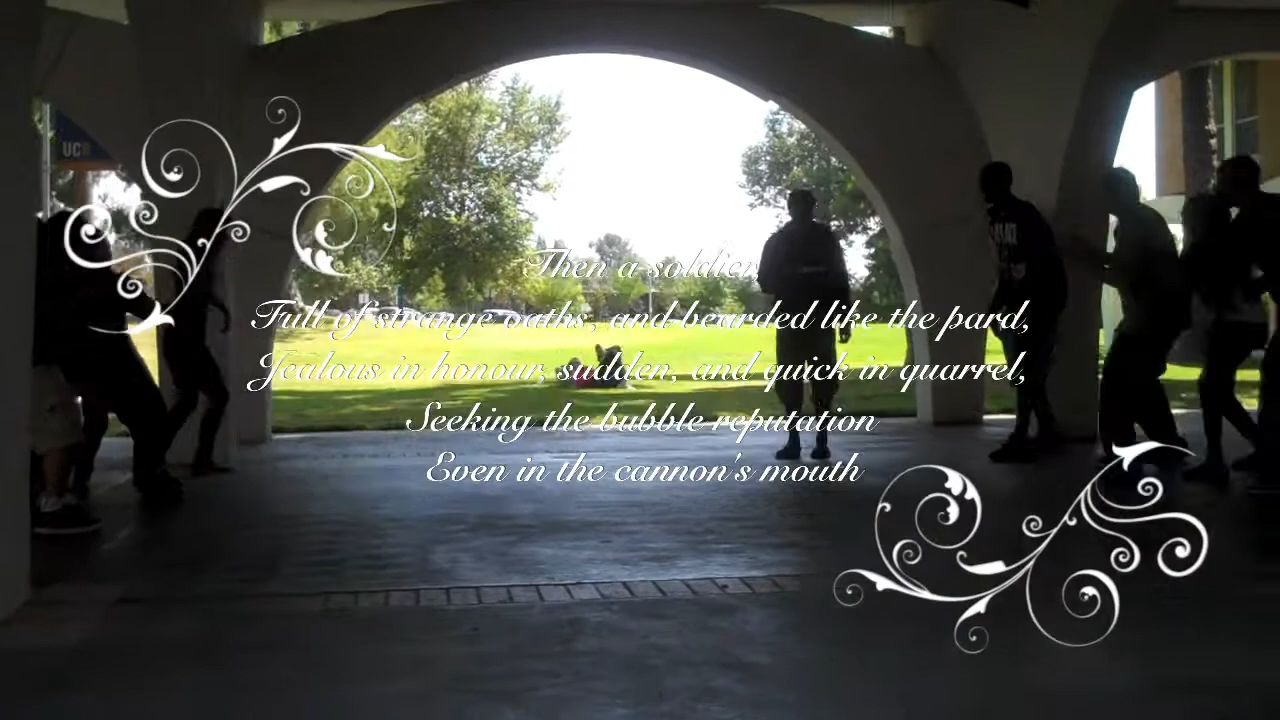 UCR
Then a soldier,
Full of strange oaths, and bearded like the pard,
Jealous in honour, sudden, and quick in quarrel,
Seeking the bubble reputation
Even in the cannon's mouth